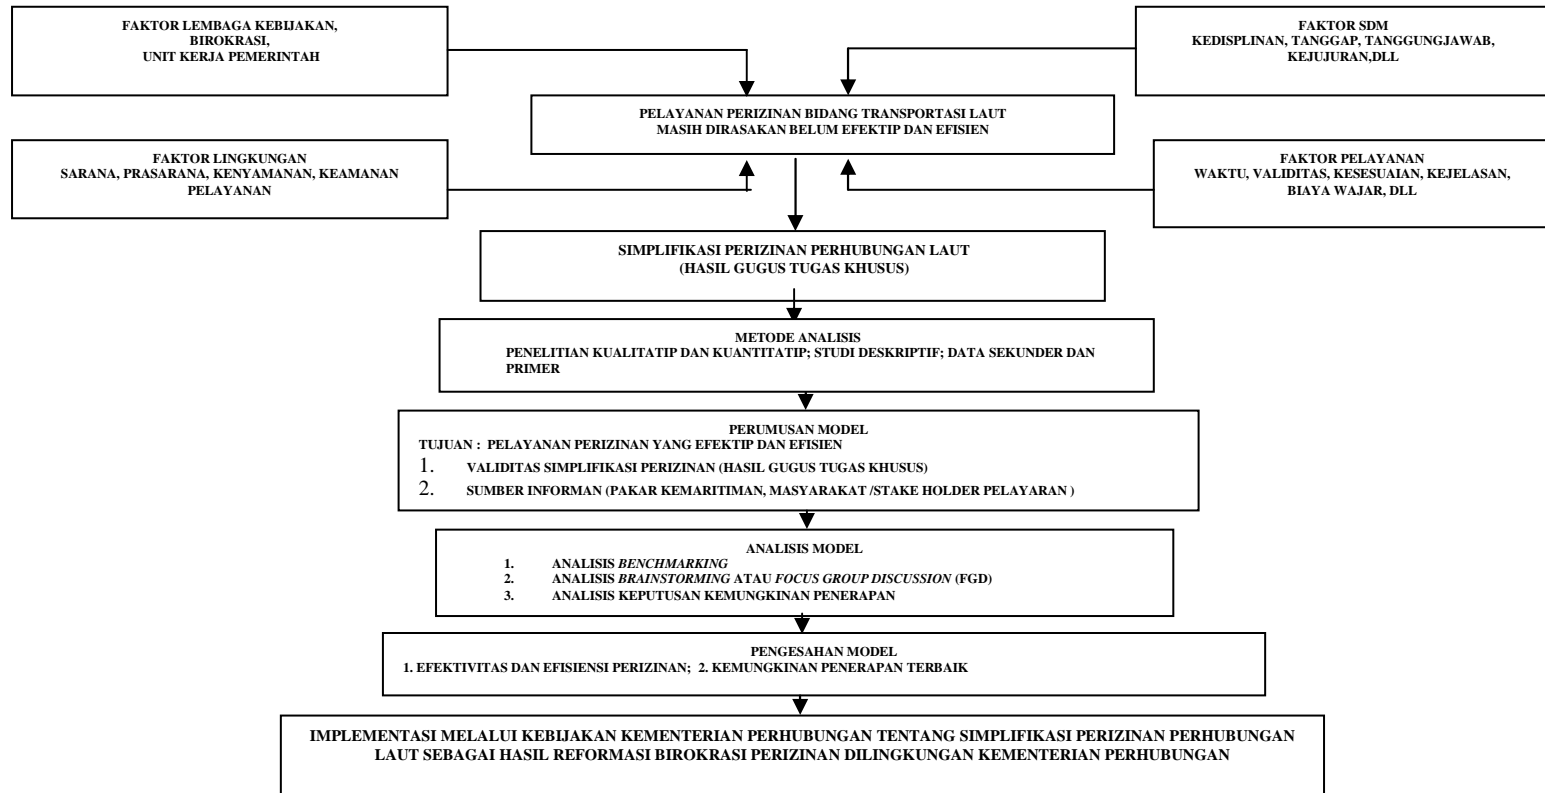 FAKTOR LEMBAGA KEBIJAKAN,
BIROKRASI,
UNIT KERJA PEMERINTAH
FAKTOR SDM
KEDISPLINAN, TANGGAP, TANGGUNGJAWAB,
KEJUJURAN,DLL
PELAYANAN PERIZINAN BIDANG TRANSPORTASI LAUT
MASIH DIRASAKAN BELUM EFEKTIP DAN EFISIEN
FAKTOR LINGKUNGAN
SARANA, PRASARANA, KENYAMANAN, KEAMANAN
PELAYANAN
FAKTOR PELAYANAN
WAKTU, VALIDITAS, KESESUAIAN, KEJELASAN,
BIAYA WAJAR, DLL
SIMPLIFIKASI PERIZINAN PERHUBUNGAN LAUT
(HASIL GUGUS TUGAS KHUSUS)
METODE ANALISIS
PENELITIAN KUALITATIP DAN KUANTITATIP; STUDI DESKRIPTIF; DATA SEKUNDER DAN
PRIMER
PERUMUSAN MODEL
TUJUAN : PELAYANAN PERIZINAN YANG EFEKTIP DAN EFISIEN
1. VALIDITAS SIMPLIFIKASI PERIZINAN (HASIL GUGUS TUGAS KHUSUS)
2. SUMBER INFORMAN (PAKAR KEMARITIMAN, MASYARAKAT /STAKE HOLDER PELAYARAN )
ANALISIS MODEL
1. ANALISIS BENCHMARKING
2. ANALISIS BRAINSTORMING ATAU FOCUS GROUP DISCUSSION (FGD)
3. ANALISIS KEPUTUSAN KEMUNGKINAN PENERAPAN
PENGESAHAN MODEL
1. EFEKTIVITAS DAN EFISIENSI PERIZINAN; 2. KEMUNGKINAN PENERAPAN TERBAIK
IMPLEMENTASI MELALUI KEBIJAKAN KEMENTERIAN PERHUBUNGAN TENTANG SIMPLIFIKASI PERIZINAN PERHUBUNGAN
LAUT SEBAGAI HASIL REFORMASI BIROKRASI PERIZINAN DILINGKUNGAN KEMENTERIAN PERHUBUNGAN